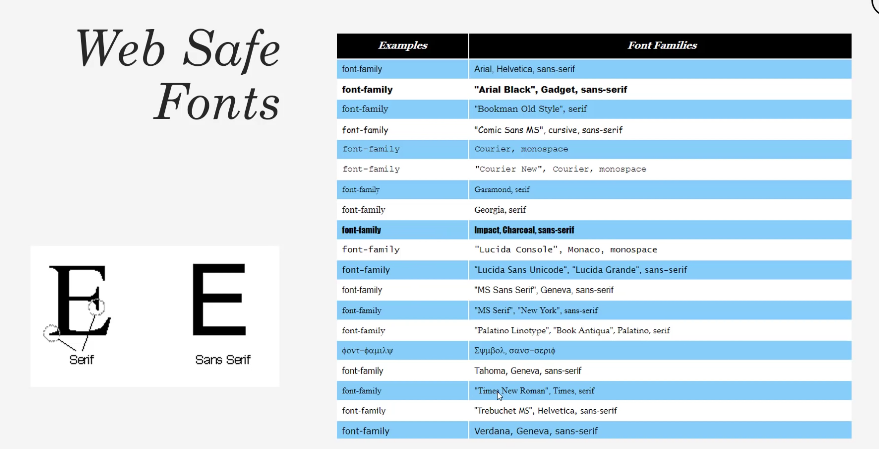 Web Safe
Fonts
Serif
Sans Serif
Examples Font Families
font-family Arial, Helvetica, sans-serif
font-family "Arial Black", Gadget, sans-serif
font-family "Bookman Old Style", serif
font-family "Comic Sans MS", cursive, sans-serif
font-family Courier, monospace
font-family "Courier New", Courier, monospace
font-family Garamond, serif
font-family Georgia, serif
font-family Impact, Charcoal, sans-serif
font-family "Lucida Console", Monaco, monospace
font-family "Lucida Sans Unicode", "Lucida Grande", sans-serif
font-family "MS Sans Serif", Geneva, sans-serif
font-family "MS Serif", "New York", sans-serif
font-family "Palatino Linotype", "Book Antiqua", Palatino, serif
φοντ-φαμιλψ Σψμβολ, σανσ-σεριφ
font-family Tahoma, Geneva, sans-serif
font-family "Times New Roman", Times, serif
font-family "Trebuchet MS", Helvetica, sans-serif
font-family Verdana, Geneva, sans-serif